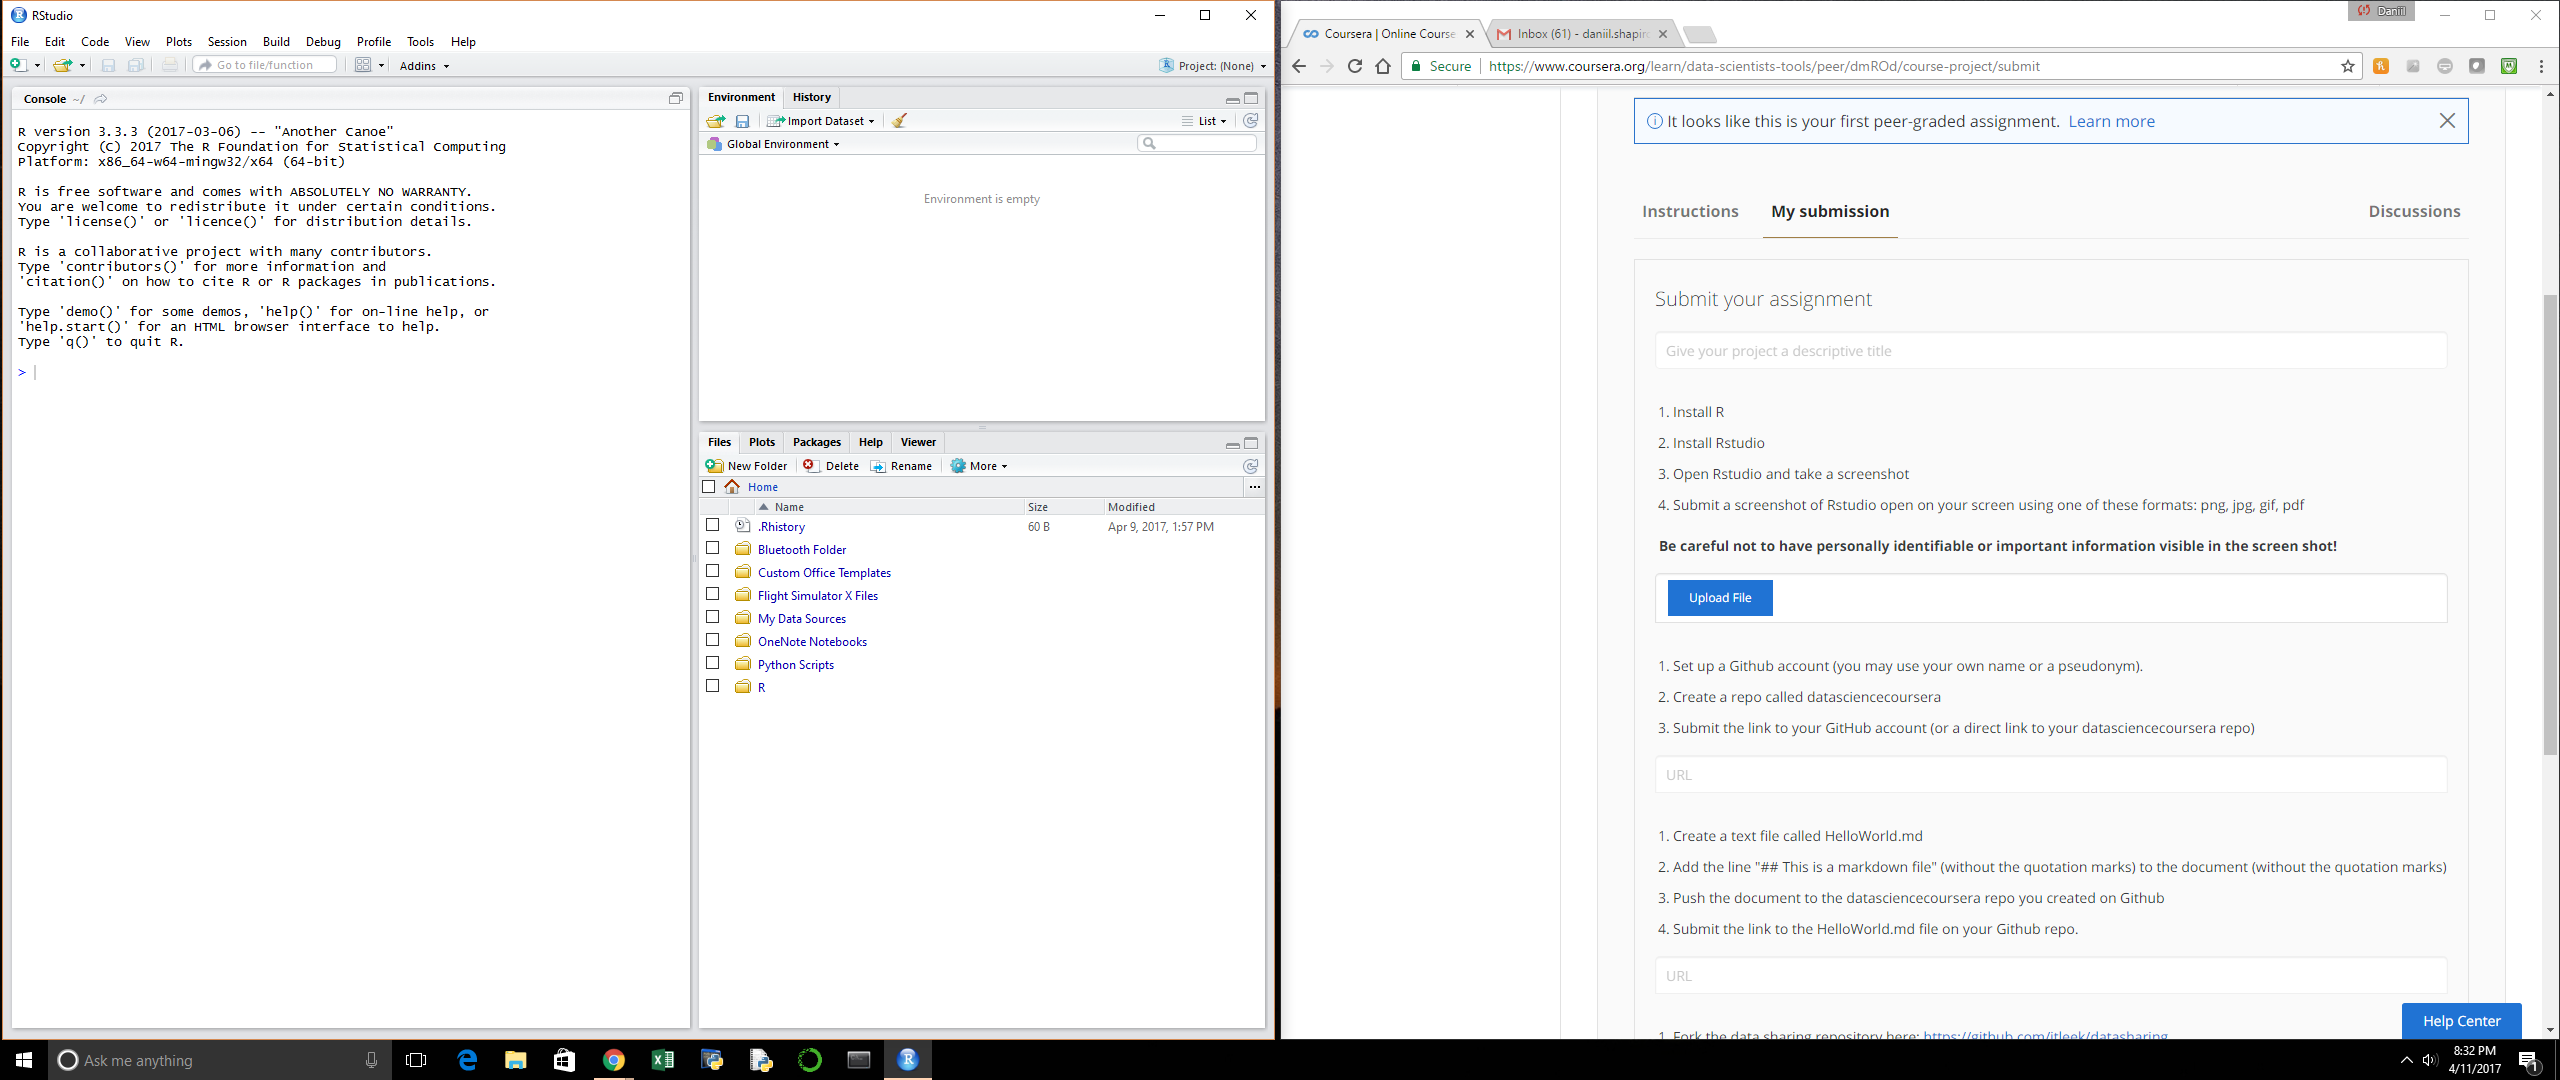 RStudio
File Edit Code View Plots Session Build Debug Profile Tools Help
Go to file/function Addins Project: (None)
Console ~/
R version 3.3.3 (2017-03-06) -- "Another Canoe"
Copyright (C) 2017 The R Foundation for Statistical Computing
Platform: x86_64-w64-mingw32/x64 (64-bit)
R is free software and comes with ABSOLUTELY NO WARRANTY.
You are welcome to redistribute it under certain conditions.
Type 'license()' or 'licence()' for distribution details.
R is a collaborative project with many contributors.
Type 'contributors()' for more information and
'citation()' on how to cite R or R packages in publications.
Type 'demo()' for some demos, 'help()' for on-line help, or
'help.start()' for an HTML browser interface to help.
Type 'q()' to quit R.
>
Environment History
Import Dataset List
Global Environment
Environment is empty
Files Plots Packages Help Viewer
New Folder Delete Rename More
Home
Name Size Modified
.Rhistory 60 B Apr 9, 2017, 1:57 PM
Bluetooth Folder
Custom Office Templates
Flight Simulator X Files
My Data Sources
OneNote Notebooks
Python Scripts
R
Daniil
Coursera | Online Course Inbox (61) - daniil.shapir
Secure https://www.coursera.org/learn/data-scientists-tools/peer/dmROd/course-project/submit
It looks like this is your first peer-graded assignment. Learn more
Instructions My submission Discussions
Submit your assignment
Give your project a descriptive title
1. Install R
2. Install Rstudio
3. Open Rstudio and take a screenshot
4. Submit a screenshot of Rstudio open on your screen using one of these formats: png, jpg, gif, pdf
Be careful not to have personally identifiable or important information visible in the screen shot!
Upload File
1. Set up a Github account (you may use your own name or a pseudonym).
2. Create a repo called datasciencecoursera
3. Submit the link to your GitHub account (or a direct link to your datasciencecoursera repo)
URL
1. Create a text file called HelloWorld.md
2. Add the line "## This is a markdown file" (without the quotation marks) to the document (without the quotation marks)
3. Push the document to the datasciencecoursera repo you created on Github
4. Submit the link to the HelloWorld.md file on your Github repo.
URL
1. Fork the data sharing repository here: https://github.com/jtleek/datasharing
Help Center
Ask me anything
8:32 PM
4/11/2017
1